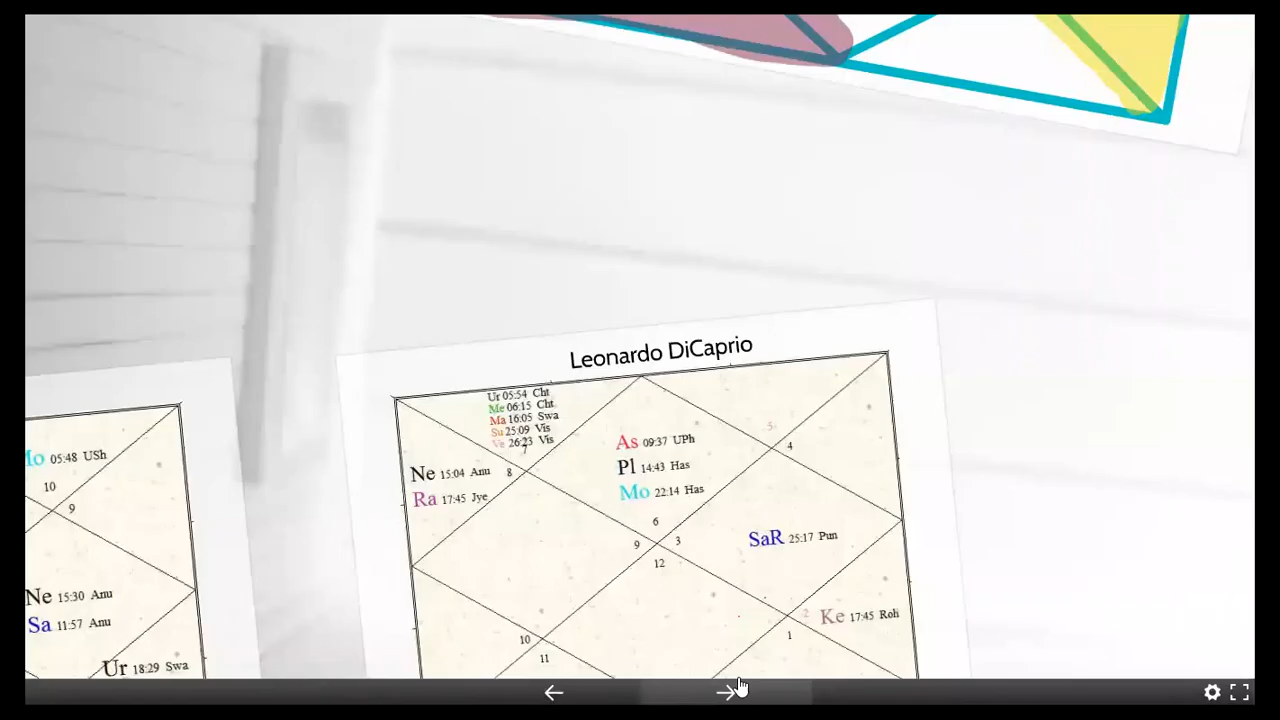 Leonardo DiCaprio
Ur 05:54 Cht
Me 06:15 Cht
Ma 16:05 Swa
Su 25:09 Vis
Ve 26:23 Vis
7
Ne 15:04 Anu
8
Ra 17:45 Jye
As 09:37 UPh
Pl 14:43 Has
Mo 22:14 Has
5
4
6
9
3
12
SaR 25:17 Pun
2
Ke 17:45 Roh
1
10
11
Mo 05:48 USh
10
9
Ne 15:30 Anu
Sa 11:57 Anu
Ur 18:29 Swa